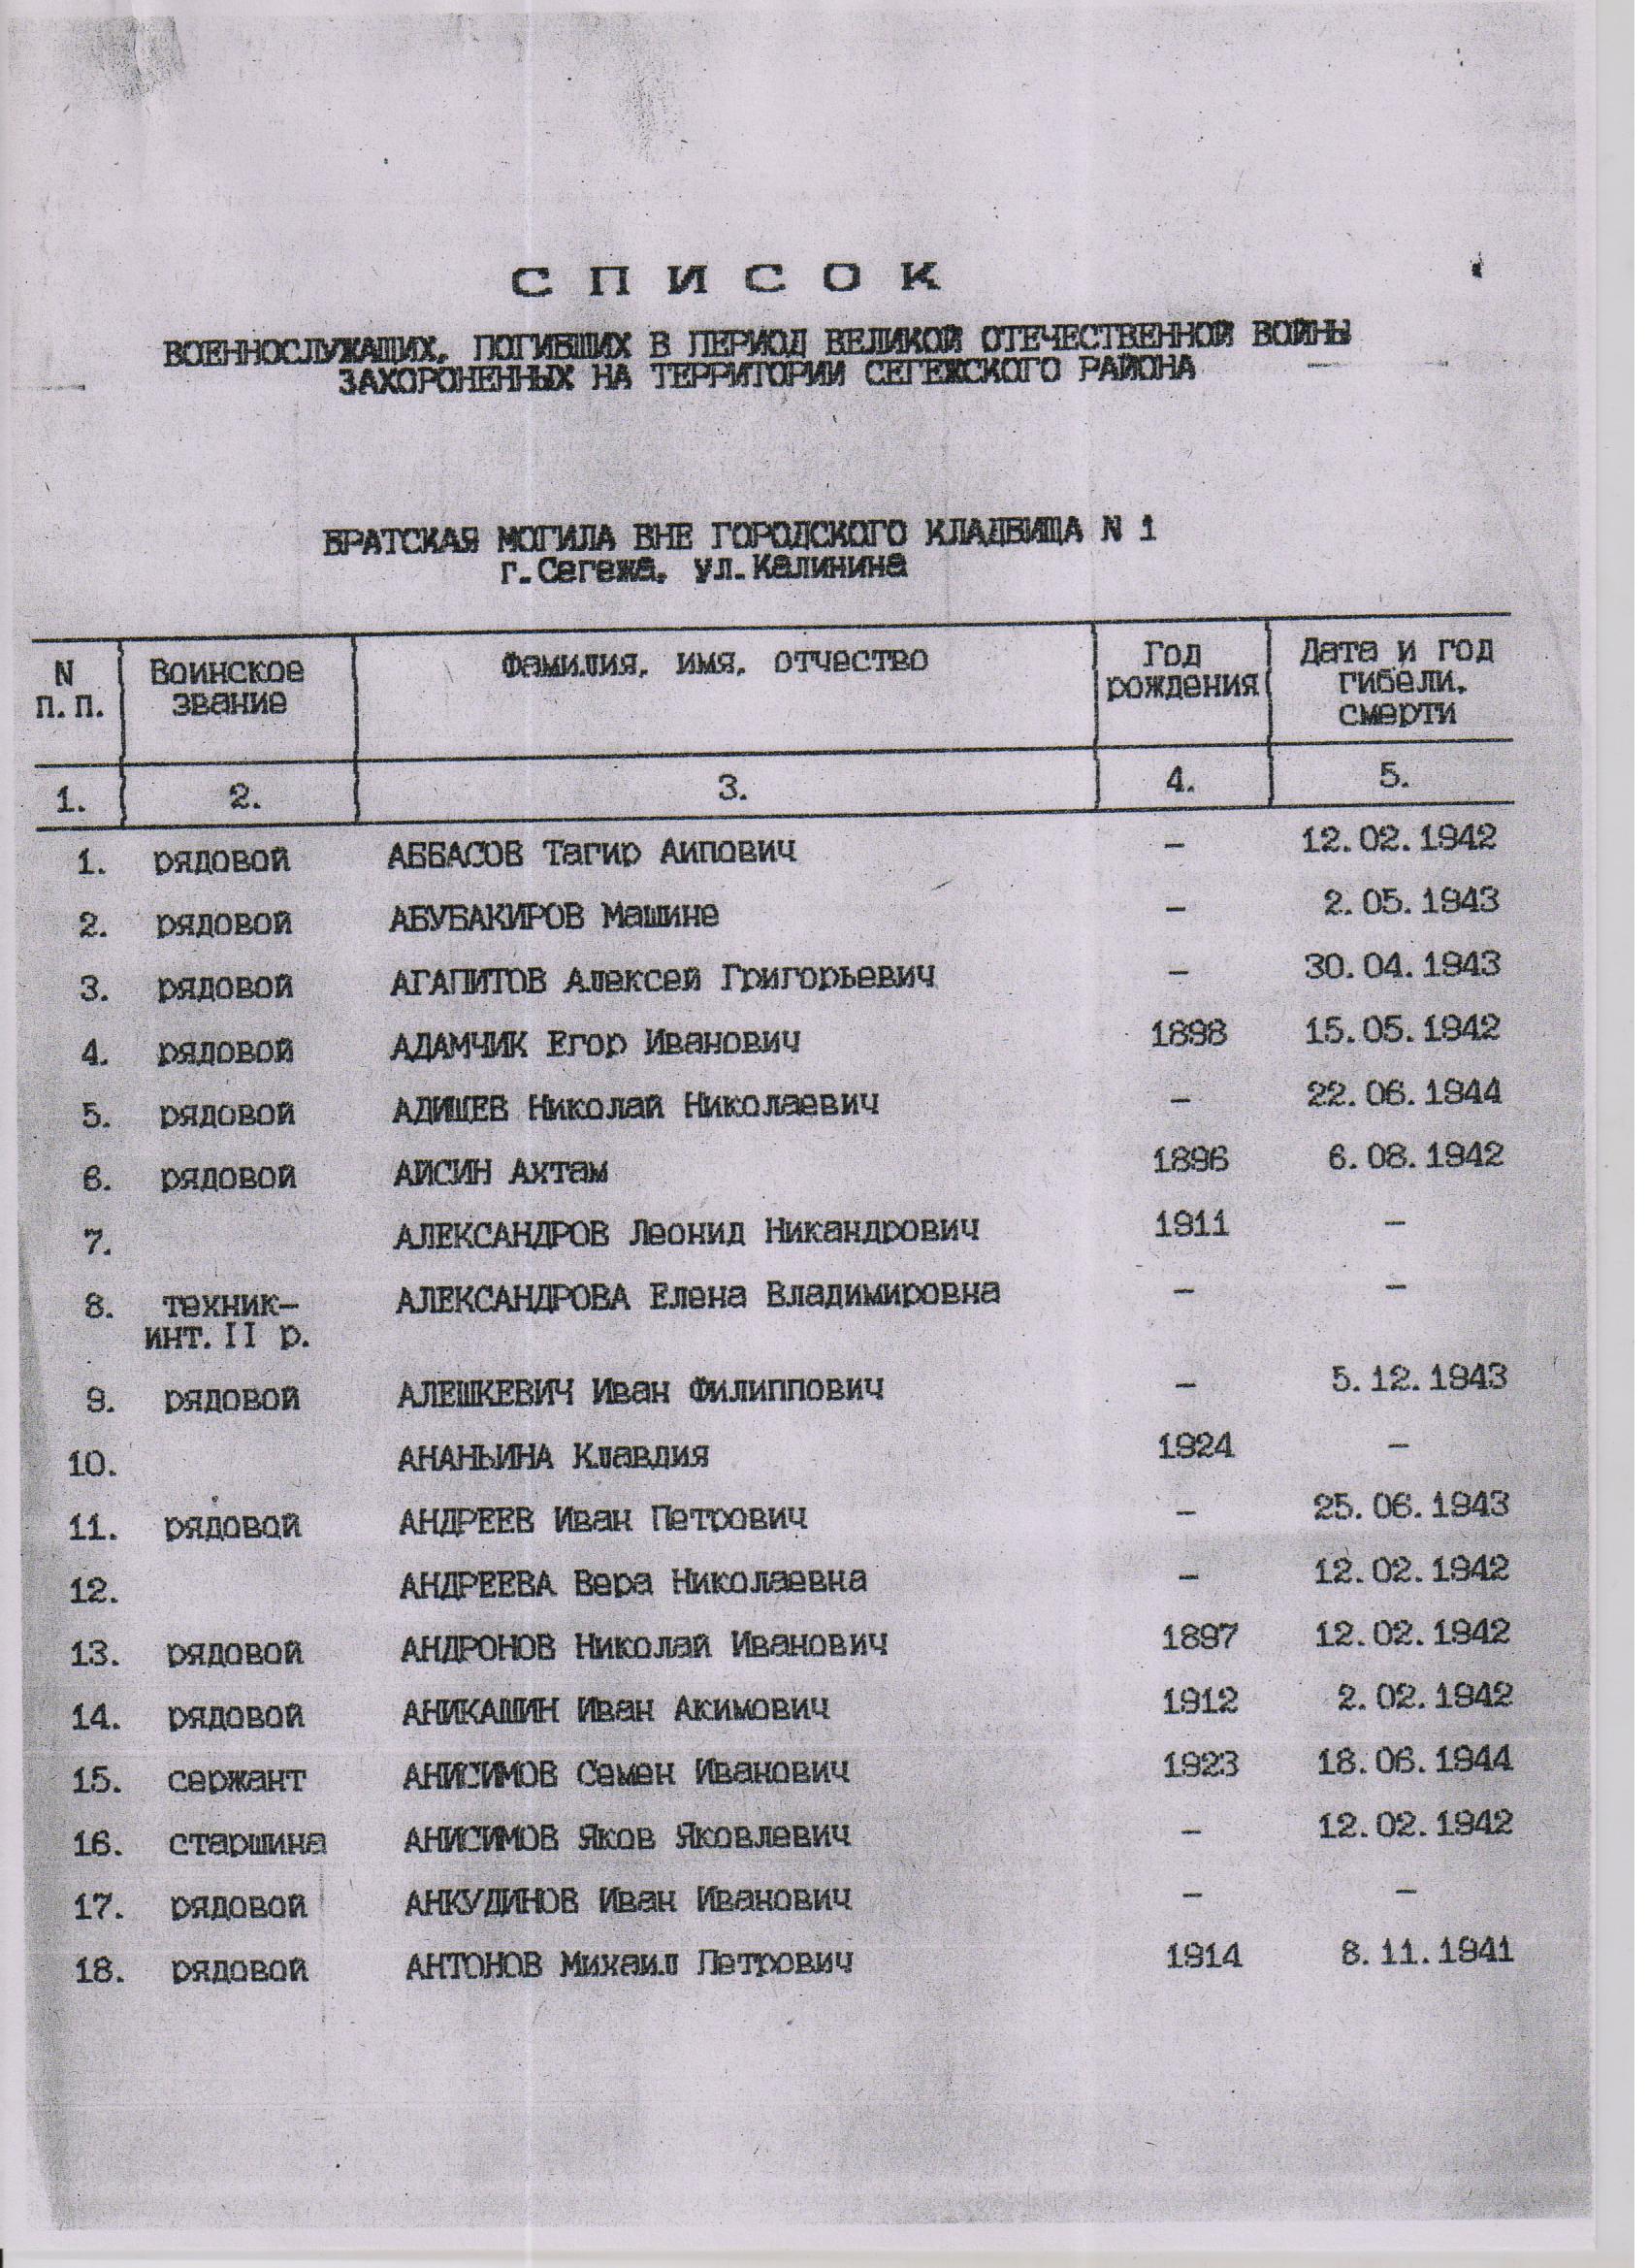 СПИСОК
ВОЕННОСЛУЖАЩИХ, ПОГИБШИХ В ПЕРИОД ВЕЛИКОЙ ОТЕЧЕСТВЕННОЙ ВОЙНЫ
ЗАХОРОНЕННЫХ НА ТЕРРИТОРИИ СЕГЕЖСКОГО РАЙОНА
БРАТСКАЯ МОГИЛА ВНЕ ГОРОДСКОГО КЛАДБИЩА N 1
г. Сегежа, ул. Калинина
N п.п. Воинское звание Фамилия, имя, отчество Год рождения Дата и год гибели, смерти
1. 2. 3. 4. 5.
1. рядовой АББАСОВ Тагир Аипович - 12.02.1942
2. рядовой АБУБАКИРОВ Машине - 2.05.1943
3. рядовой АГАПИТОВ Алексей Григорьевич - 30.04.1943
4. рядовой АДАМЧИК Егор Иванович 1898 15.05.1942
5. рядовой АДИЩЕВ Николай Николаевич - 22.06.1944
6. рядовой АЙСИН Ахтам 1896 6.08.1942
7. АЛЕКСАНДРОВ Леонид Никандрович 1911 -
8. техник- АЛЕКСАНДРОВА Елена Владимировна - -
инт. II р.
9. рядовой АЛЕШКЕВИЧ Иван Филиппович - 5.12.1943
10. АНАНЬИНА Клавдия 1924 -
11. рядовой АНДРЕЕВ Иван Петрович - 25.06.1943
12. АНДРЕЕВА Вера Николаевна - 12.02.1942
13. рядовой АНДРОНОВ Николай Иванович 1897 12.02.1942
14. рядовой АНИКАШИН Иван Акимович 1912 2.02.1942
15. сержант АНИСИМОВ Семен Иванович 1923 18.06.1944
16. старшина АНИСИМОВ Яков Яковлевич - 12.02.1942
17. рядовой АНКУДИНОВ Иван Иванович - -
18. рядовой АНТОНОВ Михаил Петрович 1914 8.11.1941